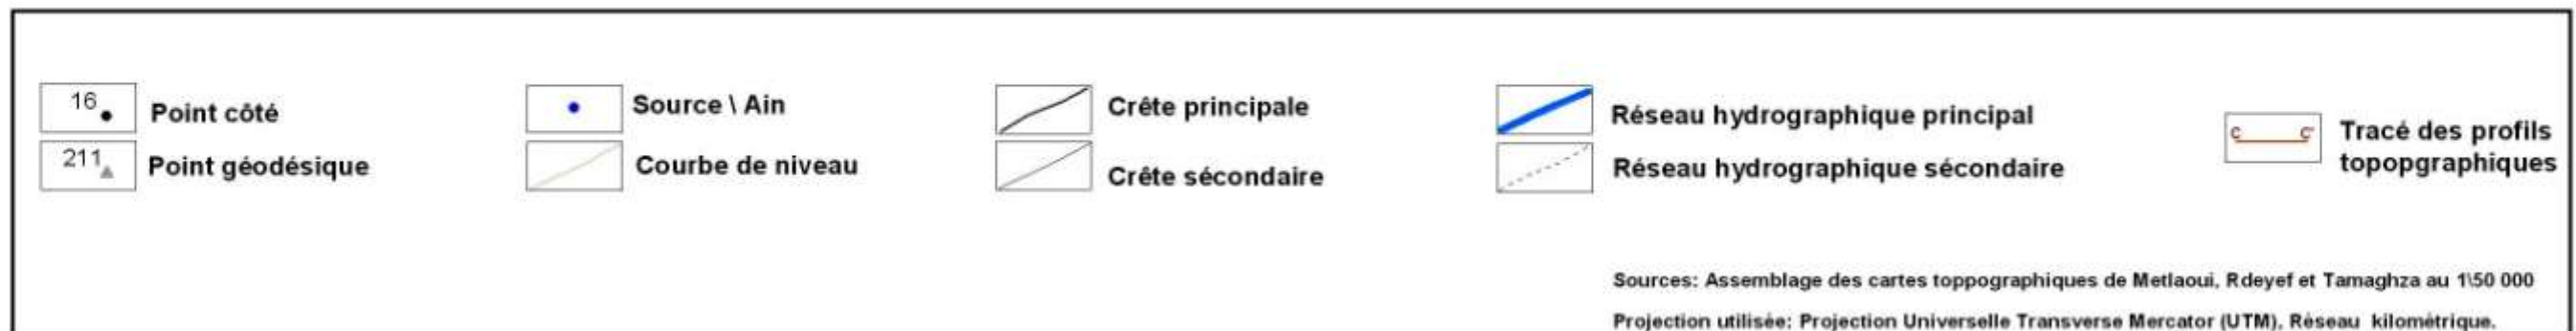 16
Point côté
211
Point géodésique
Source \ Ain
Courbe de niveau
Crête principale
Crête sécondaire
Réseau hydrographique principal
Réseau hydrographique sécondaire
C C'
Tracé des profils
topopgraphiques
Sources: Assemblage des cartes toppographiques de Metlaoui, Rdeyef et Tamaghza au 1\50 000
Projection utilisée: Projection Universelle Transverse Mercator (UTM), Réseau kilométrique.